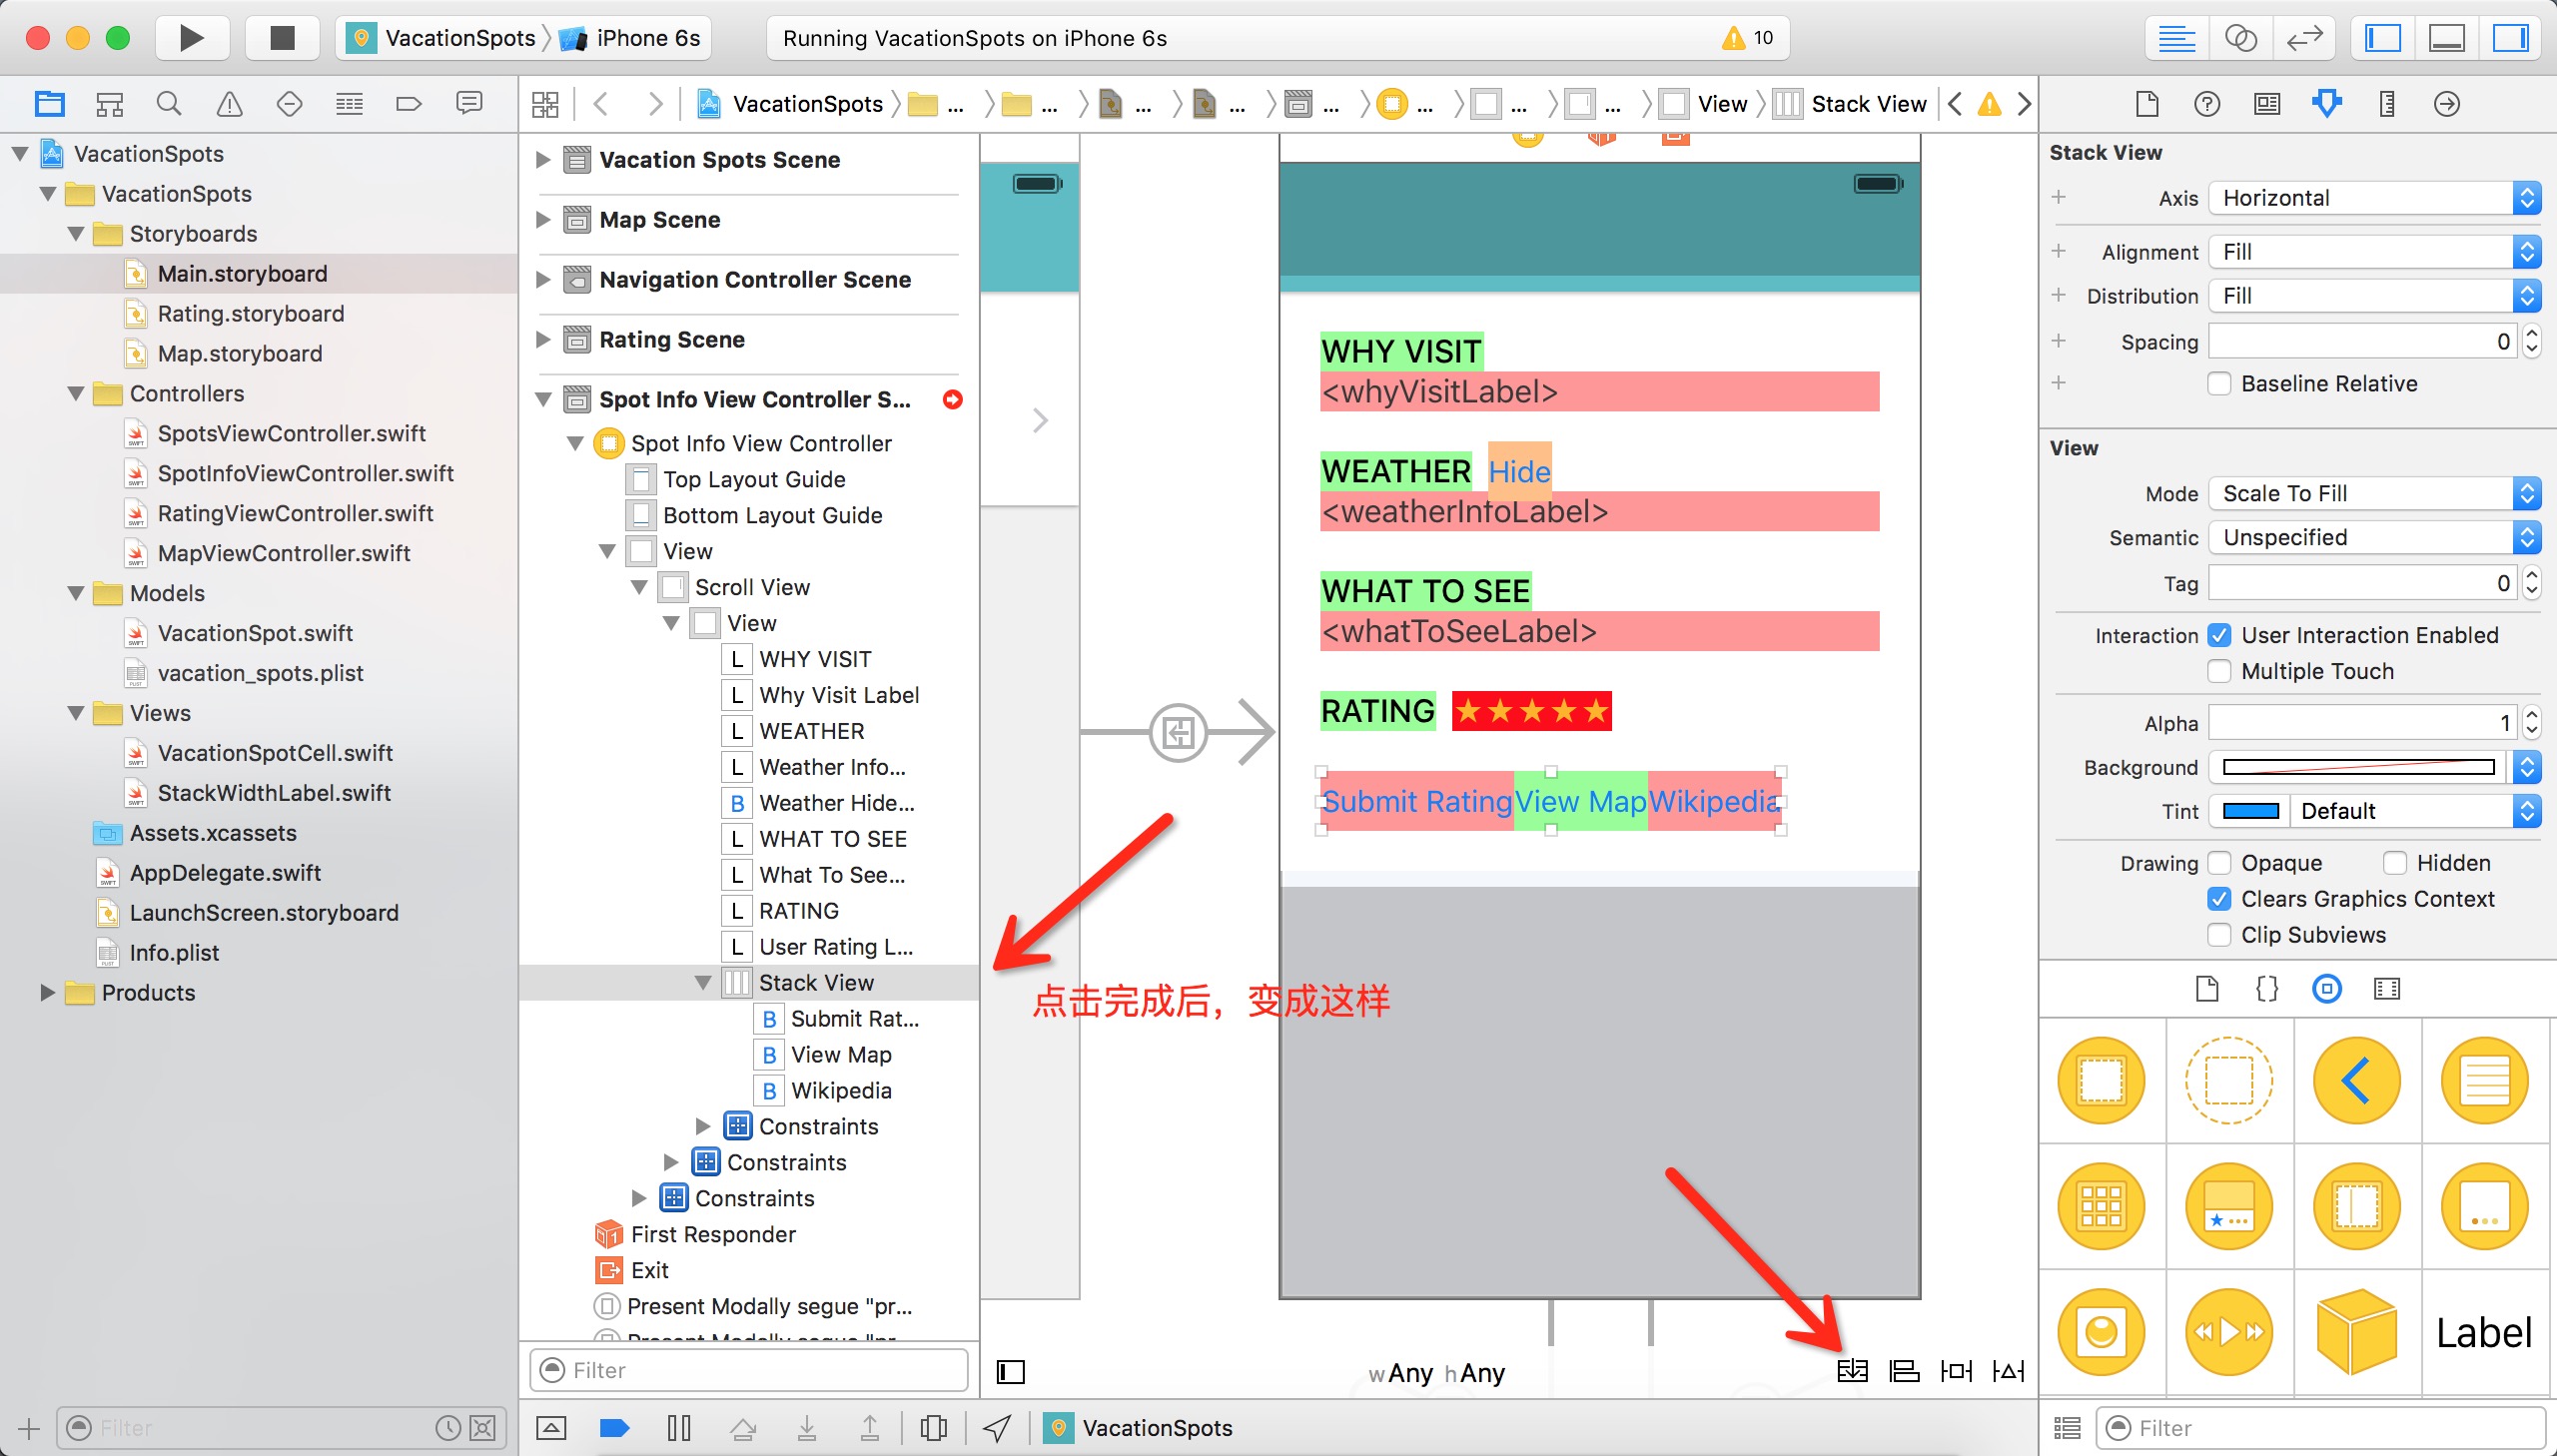 VacationSpots iPhone 6s
Running VacationSpots on iPhone 6s
10
VacationSpots ... ... ... ... ... ... ... ... View Stack View
VacationSpots
VacationSpots
Storyboards
Main.storyboard
Rating.storyboard
Map.storyboard
Controllers
SpotsViewController.swift
SpotInfoViewController.swift
RatingViewController.swift
MapViewController.swift
Models
VacationSpot.swift
vacation_spots.plist
Views
VacationSpotCell.swift
StackWidthLabel.swift
Assets.xcassets
AppDelegate.swift
LaunchScreen.storyboard
Info.plist
Products
Filter
Vacation Spots Scene
Map Scene
Navigation Controller Scene
Rating Scene
Spot Info View Controller S...
Spot Info View Controller
Top Layout Guide
Bottom Layout Guide
View
Scroll View
View
L WHY VISIT
L Why Visit Label
L WEATHER
L Weather Info...
B Weather Hide...
L WHAT TO SEE
L What To See...
L RATING
L User Rating L...
Stack View
B Submit Rat...
B View Map
B Wikipedia
Constraints
Constraints
Constraints
First Responder
Exit
Present Modally segue "pr...
Present Modally segue "pr...
Filter
WHY VISIT
<whyVisitLabel>
WEATHER Hide
<weatherInfoLabel>
WHAT TO SEE
<whatToSeeLabel>
RATING ★★★★★
Submit Rating View Map Wikipedia
点击完成后，变成这样
wAny hAny
VacationSpots
Stack View
Axis Horizontal
Alignment Fill
Distribution Fill
Spacing 0
Baseline Relative
View
Mode Scale To Fill
Semantic Unspecified
Tag 0
Interaction User Interaction Enabled
Multiple Touch
Alpha 1
Background
Tint Default
Drawing Opaque Hidden
Clears Graphics Context
Clip Subviews
Label
Filter